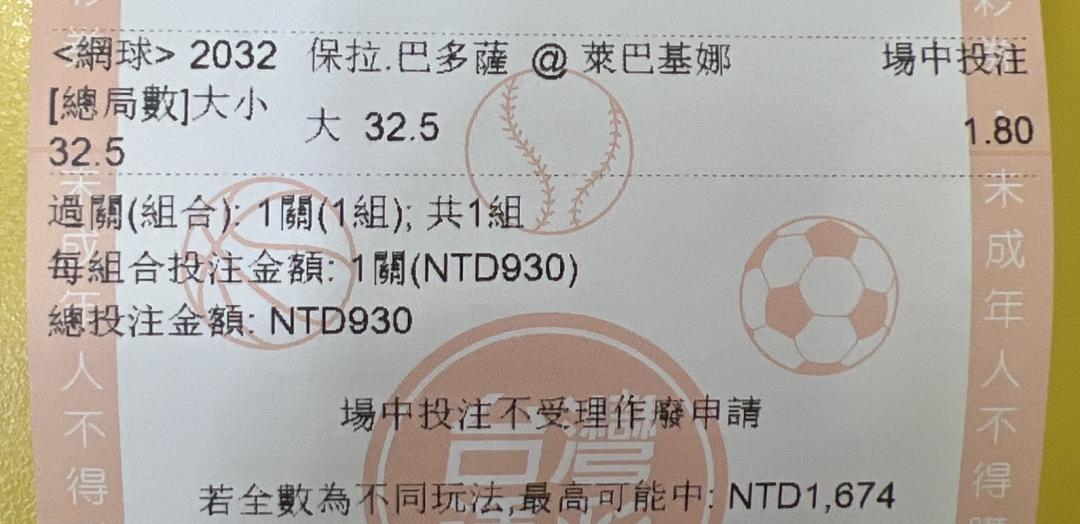 <網球> 2032 保拉.巴多薩 @ 萊巴基娜 場中投注
[總局數]大小 32.5 大 32.5 1.80
過關(組合): 1關(1組); 共1組
每組合投注金額: 1關(NTD930)
總投注金額: NTD930
場中投注不受理作廢申請
若全數為不同玩法,最高可能中: NTD1,674
未成年人不得
未成年人不得
台灣